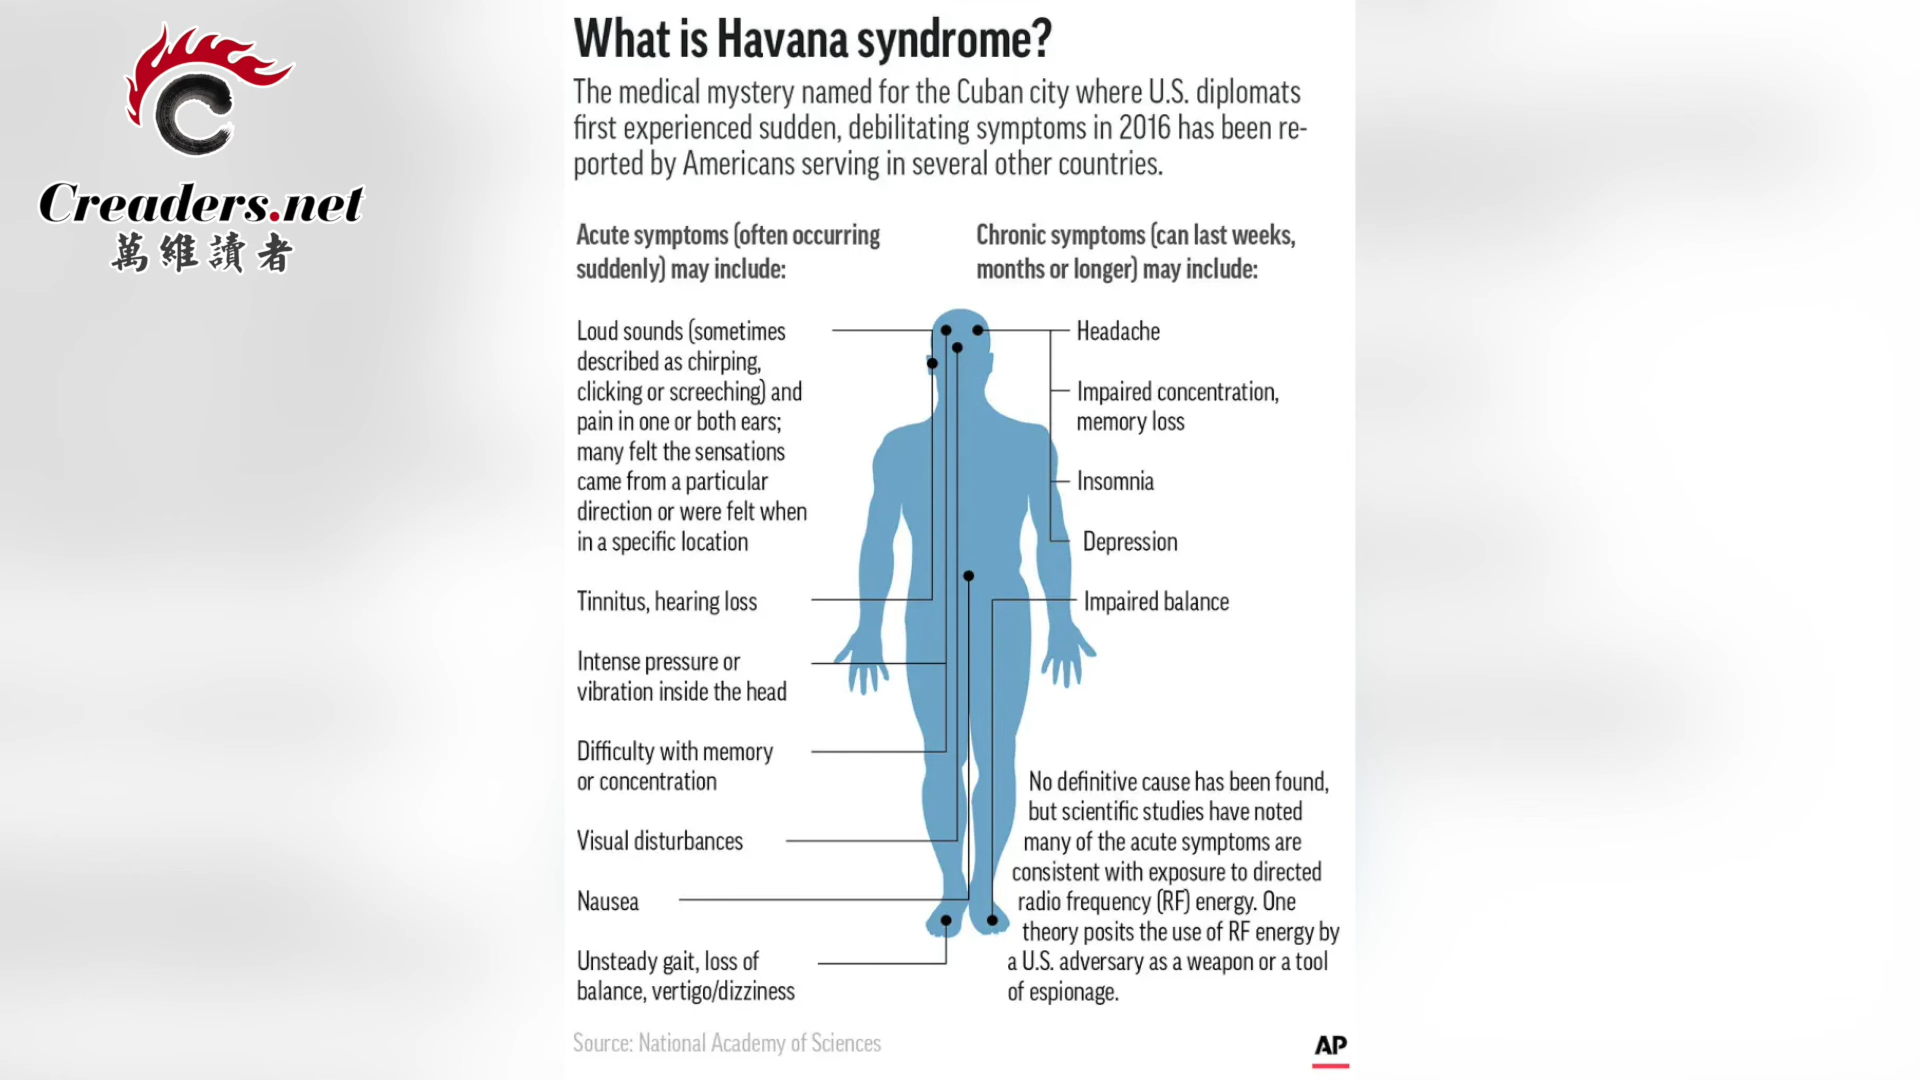 Creaders.net
萬維讀者
What is Havana syndrome?
The medical mystery named for the Cuban city where U.S. diplomats
first experienced sudden, debilitating symptoms in 2016 has been re-
ported by Americans serving in several other countries.
Acute symptoms (often occurring
suddenly) may include:
Loud sounds (sometimes
described as chirping,
clicking or screeching) and
pain in one or both ears;
many felt the sensations
came from a particular
direction or were felt when
in a specific location
Tinnitus, hearing loss
Intense pressure or
vibration inside the head
Difficulty with memory
or concentration
Visual disturbances
Nausea
Unsteady gait, loss of
balance, vertigo/dizziness
Chronic symptoms (can last weeks,
months or longer) may include:
Headache
Impaired concentration,
memory loss
Insomnia
Depression
Impaired balance
No definitive cause has been found,
but scientific studies have noted
many of the acute symptoms are
consistent with exposure to directed
radio frequency (RF) energy. One
theory posits the use of RF energy by
a U.S. adversary as a weapon or a tool
of espionage.
Source: National Academy of Sciences
AP